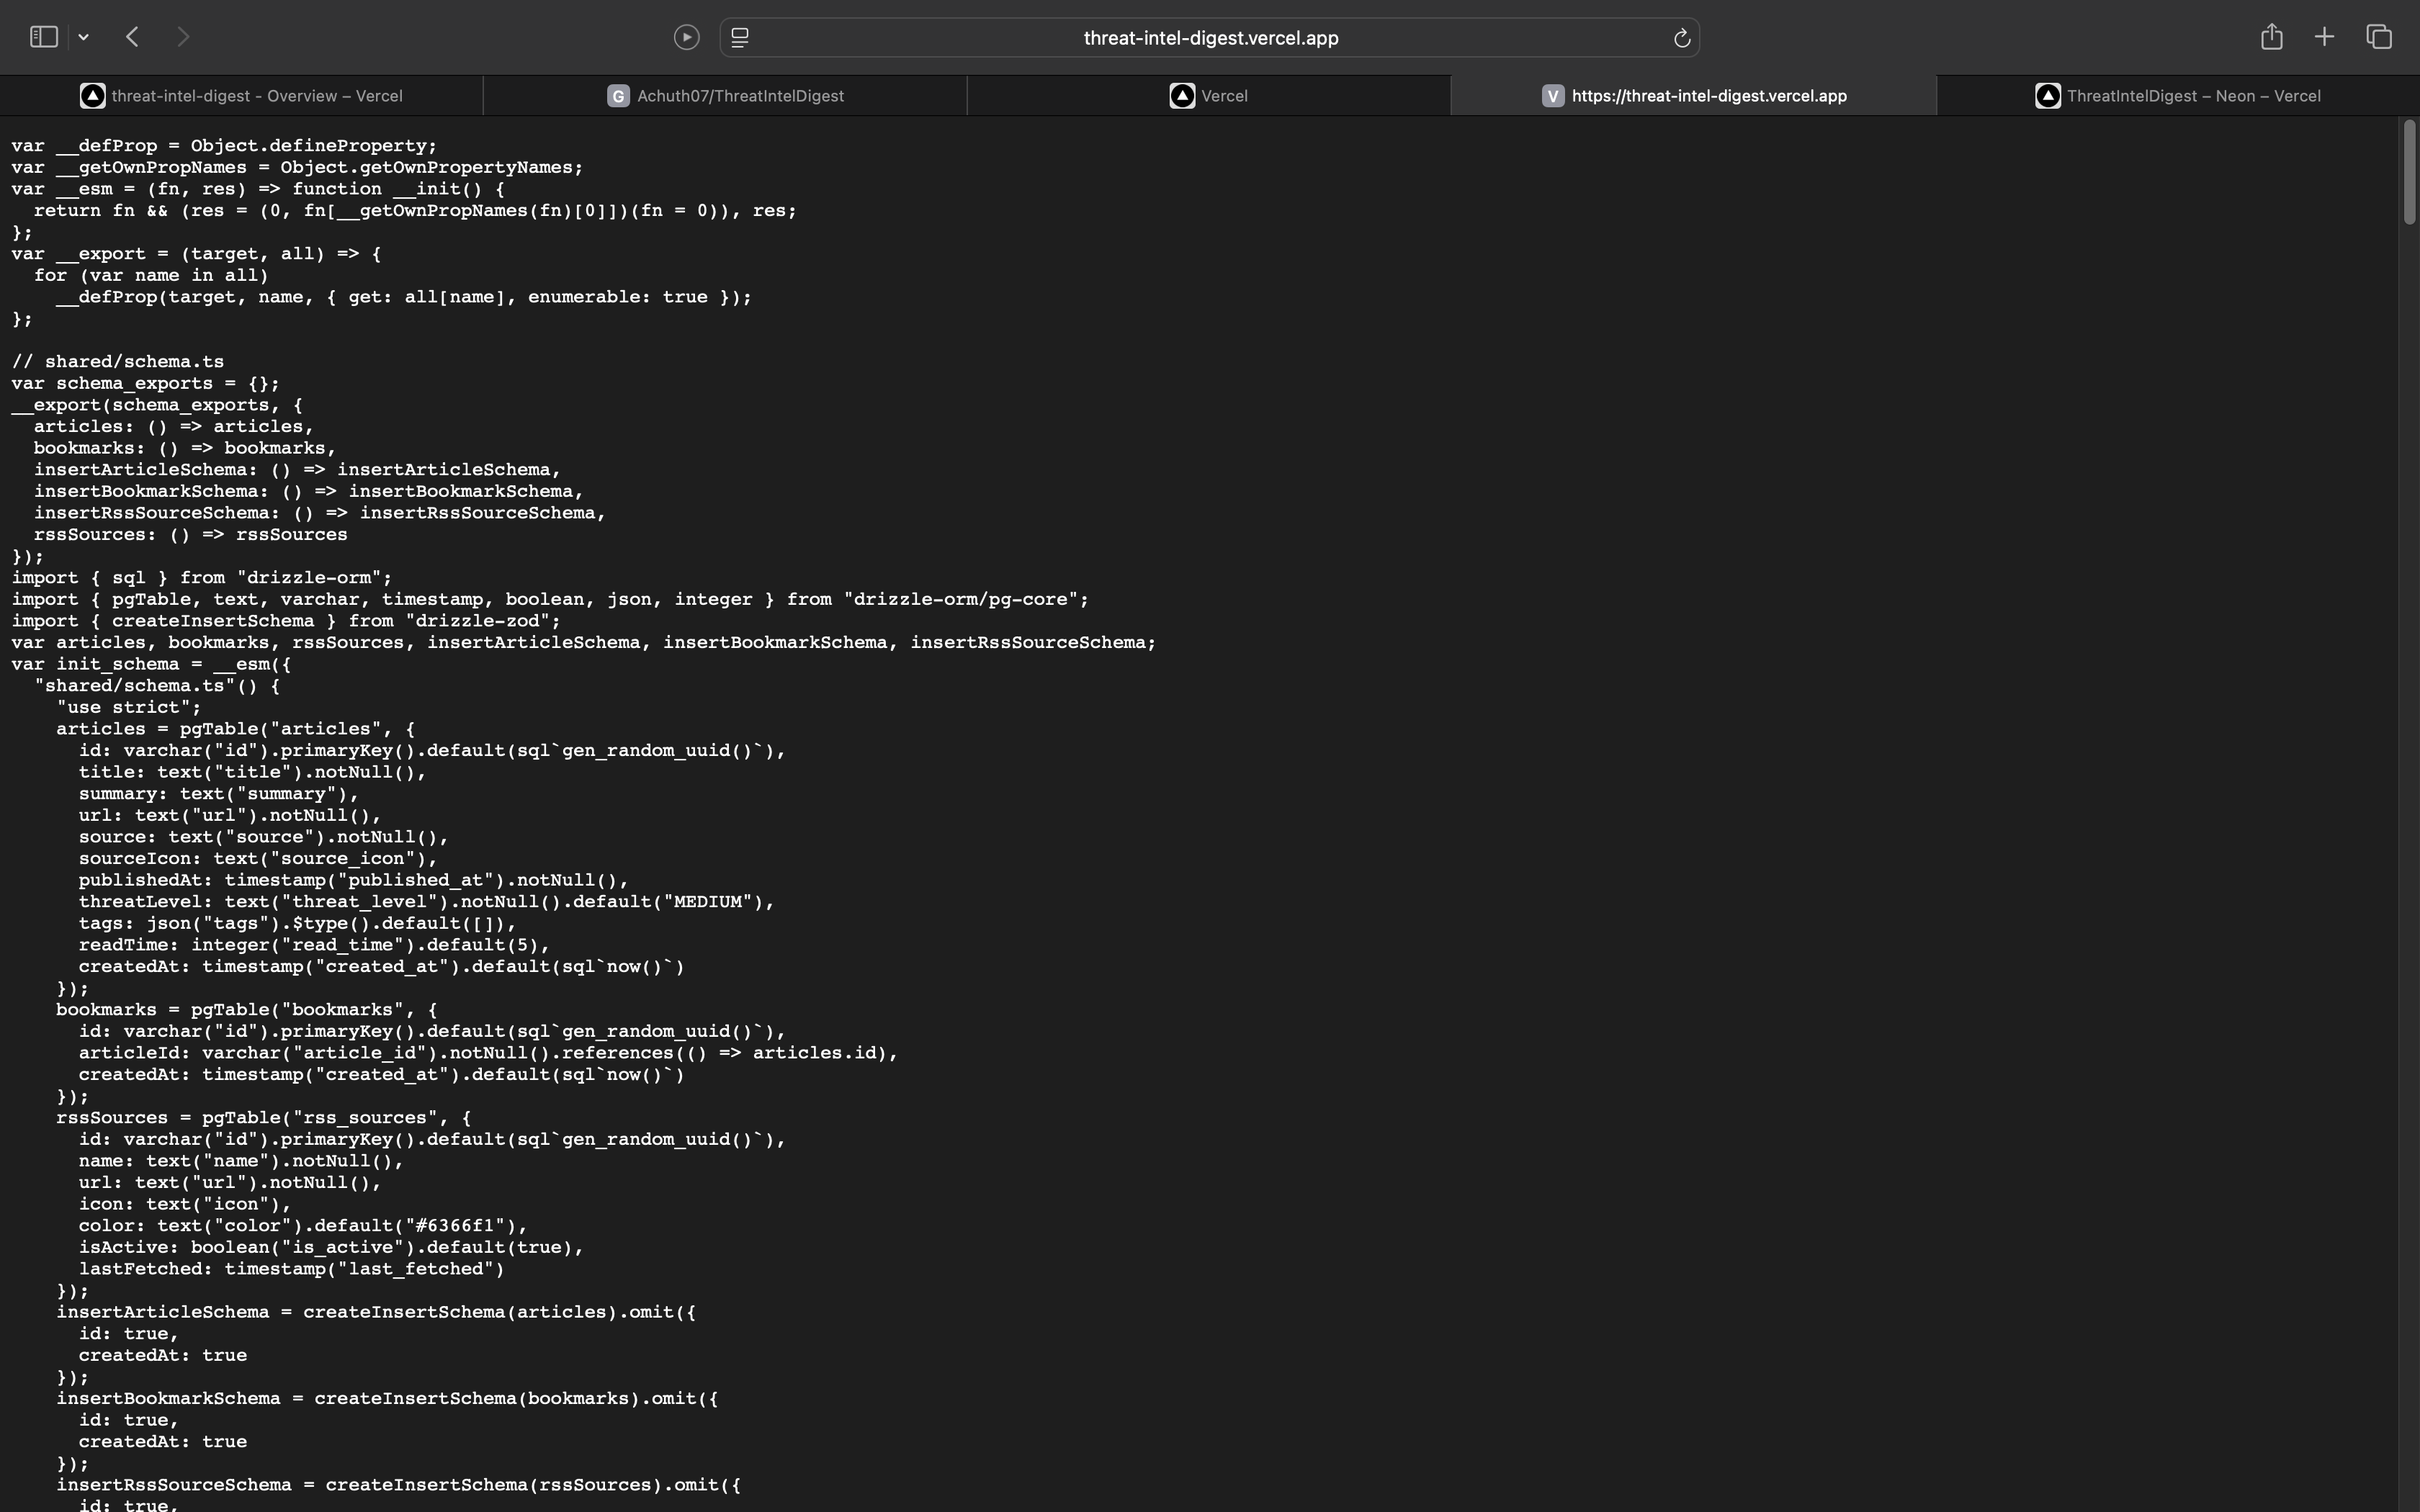 threat-intel-digest.vercel.app
threat-intel-digest - Overview – Vercel
G Achuth07/ThreatIntelDigest
Vercel
V https://threat-intel-digest.vercel.app
ThreatIntelDigest – Neon – Vercel
var __defProp = Object.defineProperty;
var __getOwnPropNames = Object.getOwnPropertyNames;
var __esm = (fn, res) => function __init() {
  return fn && (res = (0, fn[__getOwnPropNames(fn)[0]])(fn = 0)), res;
};
var __export = (target, all) => {
  for (var name in all)
    __defProp(target, name, { get: all[name], enumerable: true });
};

// shared/schema.ts
var schema_exports = {};
__export(schema_exports, {
  articles: () => articles,
  bookmarks: () => bookmarks,
  insertArticleSchema: () => insertArticleSchema,
  insertBookmarkSchema: () => insertBookmarkSchema,
  insertRssSourceSchema: () => insertRssSourceSchema,
  rssSources: () => rssSources
});
import { sql } from "drizzle-orm";
import { pgTable, text, varchar, timestamp, boolean, json, integer } from "drizzle-orm/pg-core";
import { createInsertSchema } from "drizzle-zod";
var articles, bookmarks, rssSources, insertArticleSchema, insertBookmarkSchema, insertRssSourceSchema;
var init_schema = __esm({
  "shared/schema.ts"() {
    "use strict";
    articles = pgTable("articles", {
      id: varchar("id").primaryKey().default(sql`gen_random_uuid()`),
      title: text("title").notNull(),
      summary: text("summary"),
      url: text("url").notNull(),
      source: text("source").notNull(),
      sourceIcon: text("source_icon"),
      publishedAt: timestamp("published_at").notNull(),
      threatLevel: text("threat_level").notNull().default("MEDIUM"),
      tags: json("tags").$type().default([]),
      readTime: integer("read_time").default(5),
      createdAt: timestamp("created_at").default(sql`now()`)
    });
    bookmarks = pgTable("bookmarks", {
      id: varchar("id").primaryKey().default(sql`gen_random_uuid()`),
      articleId: varchar("article_id").notNull().references(() => articles.id),
      createdAt: timestamp("created_at").default(sql`now()`)
    });
    rssSources = pgTable("rss_sources", {
      id: varchar("id").primaryKey().default(sql`gen_random_uuid()`),
      name: text("name").notNull(),
      url: text("url").notNull(),
      icon: text("icon"),
      color: text("color").default("#6366f1"),
      isActive: boolean("is_active").default(true),
      lastFetched: timestamp("last_fetched")
    });
    insertArticleSchema = createInsertSchema(articles).omit({
      id: true,
      createdAt: true
    });
    insertBookmarkSchema = createInsertSchema(bookmarks).omit({
      id: true,
      createdAt: true
    });
    insertRssSourceSchema = createInsertSchema(rssSources).omit({
      id: true,